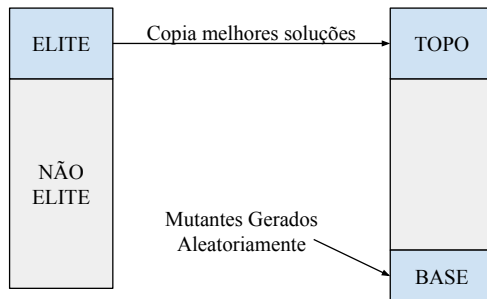 ELITE
Copia melhores soluções
TOPO
NÃO
ELITE
Mutantes Gerados
Aleatoriamente
BASE